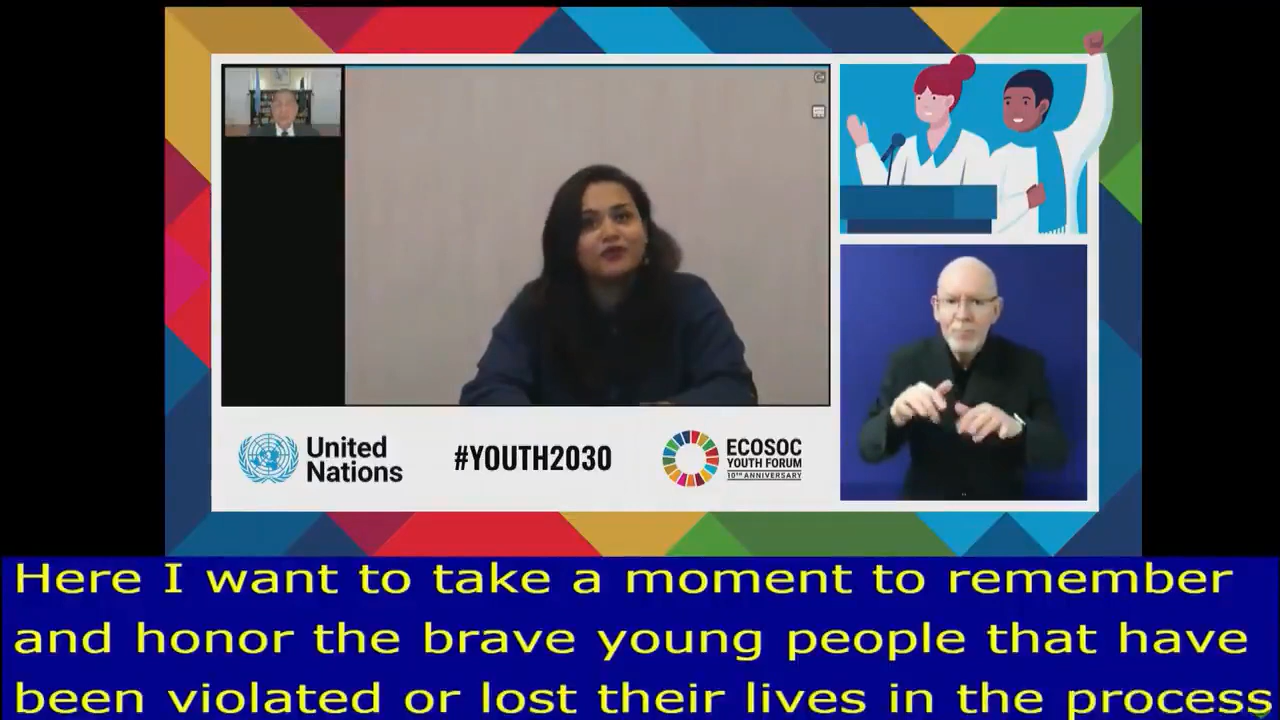 United
Nations
#YOUTH2030
ECOSOC
YOUTH FORUM
10TH ANNIVERSARY
Here I want to take a moment to remember
and honor the brave young people that have
been violated or lost their lives in the process